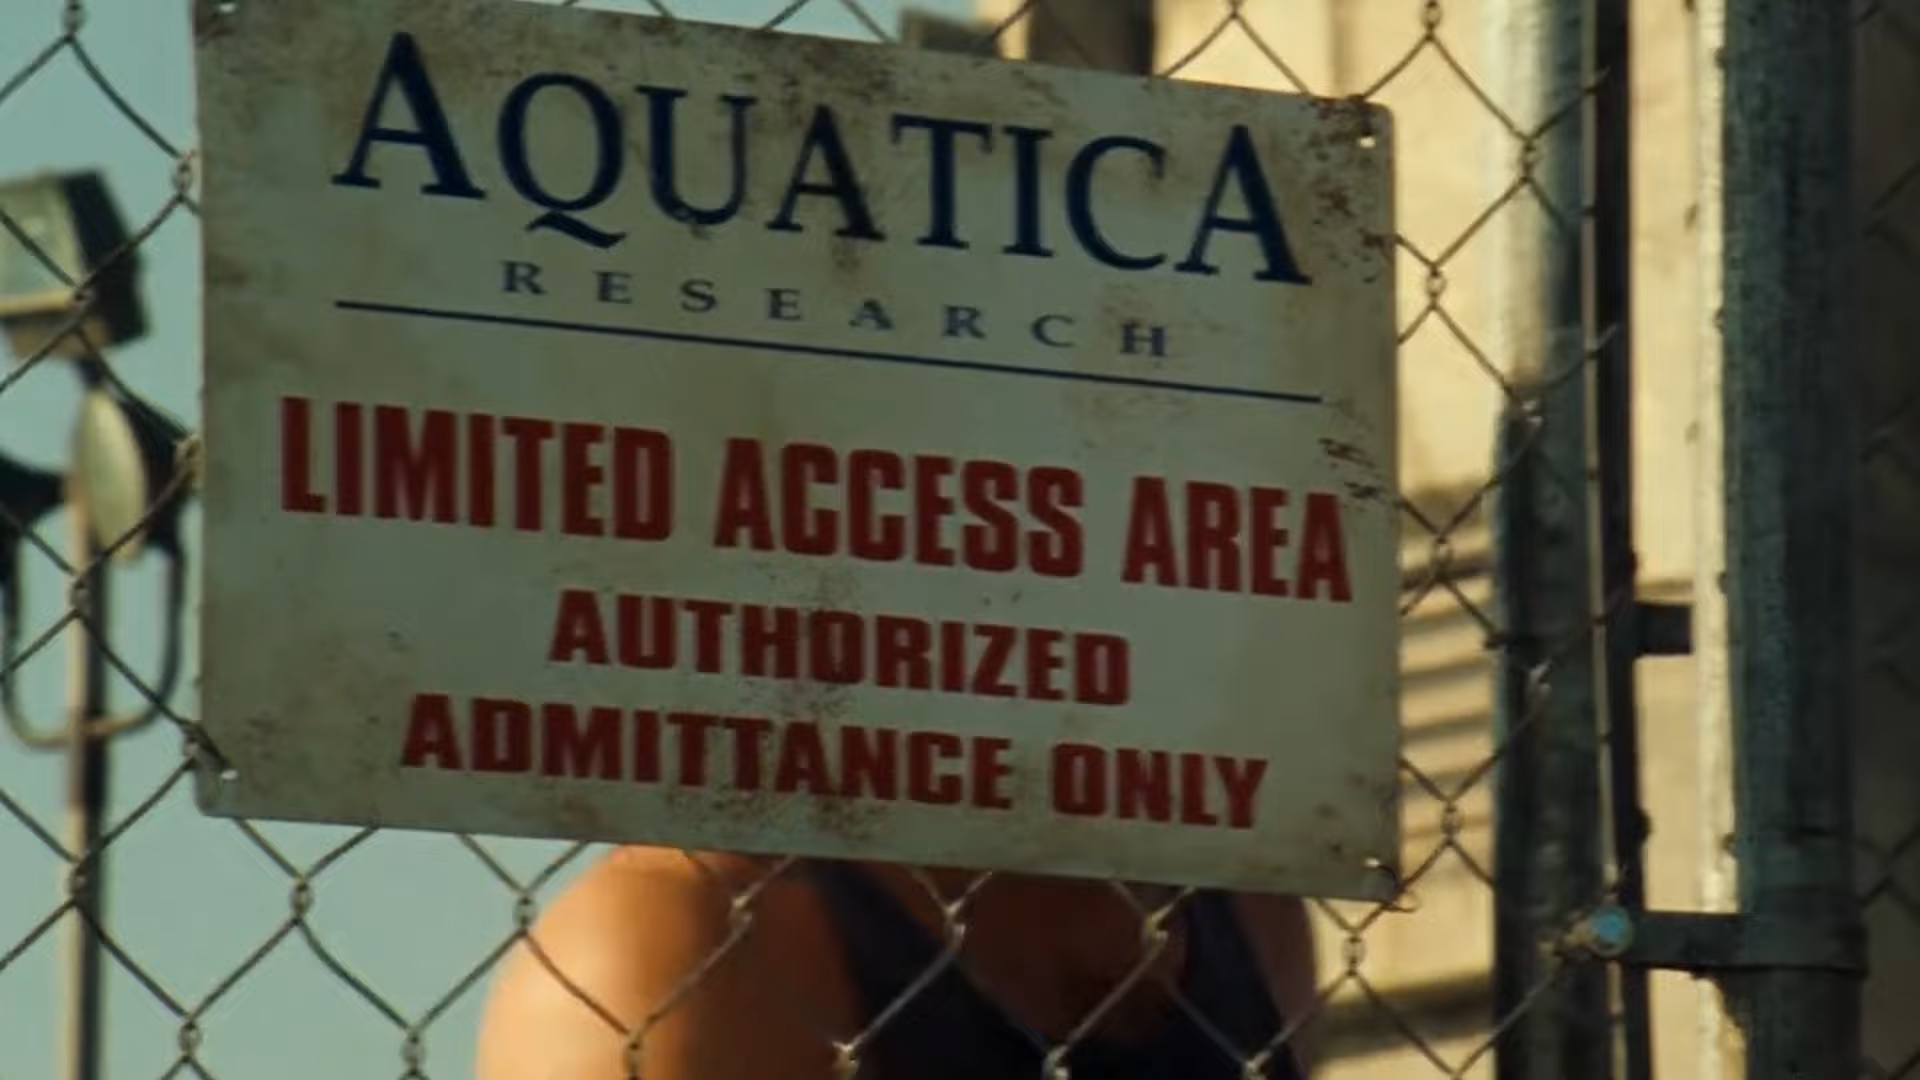 AQUATICA
RESEARCH
LIMITED ACCESS AREA
AUTHORIZED
ADMITTANCE ONLY